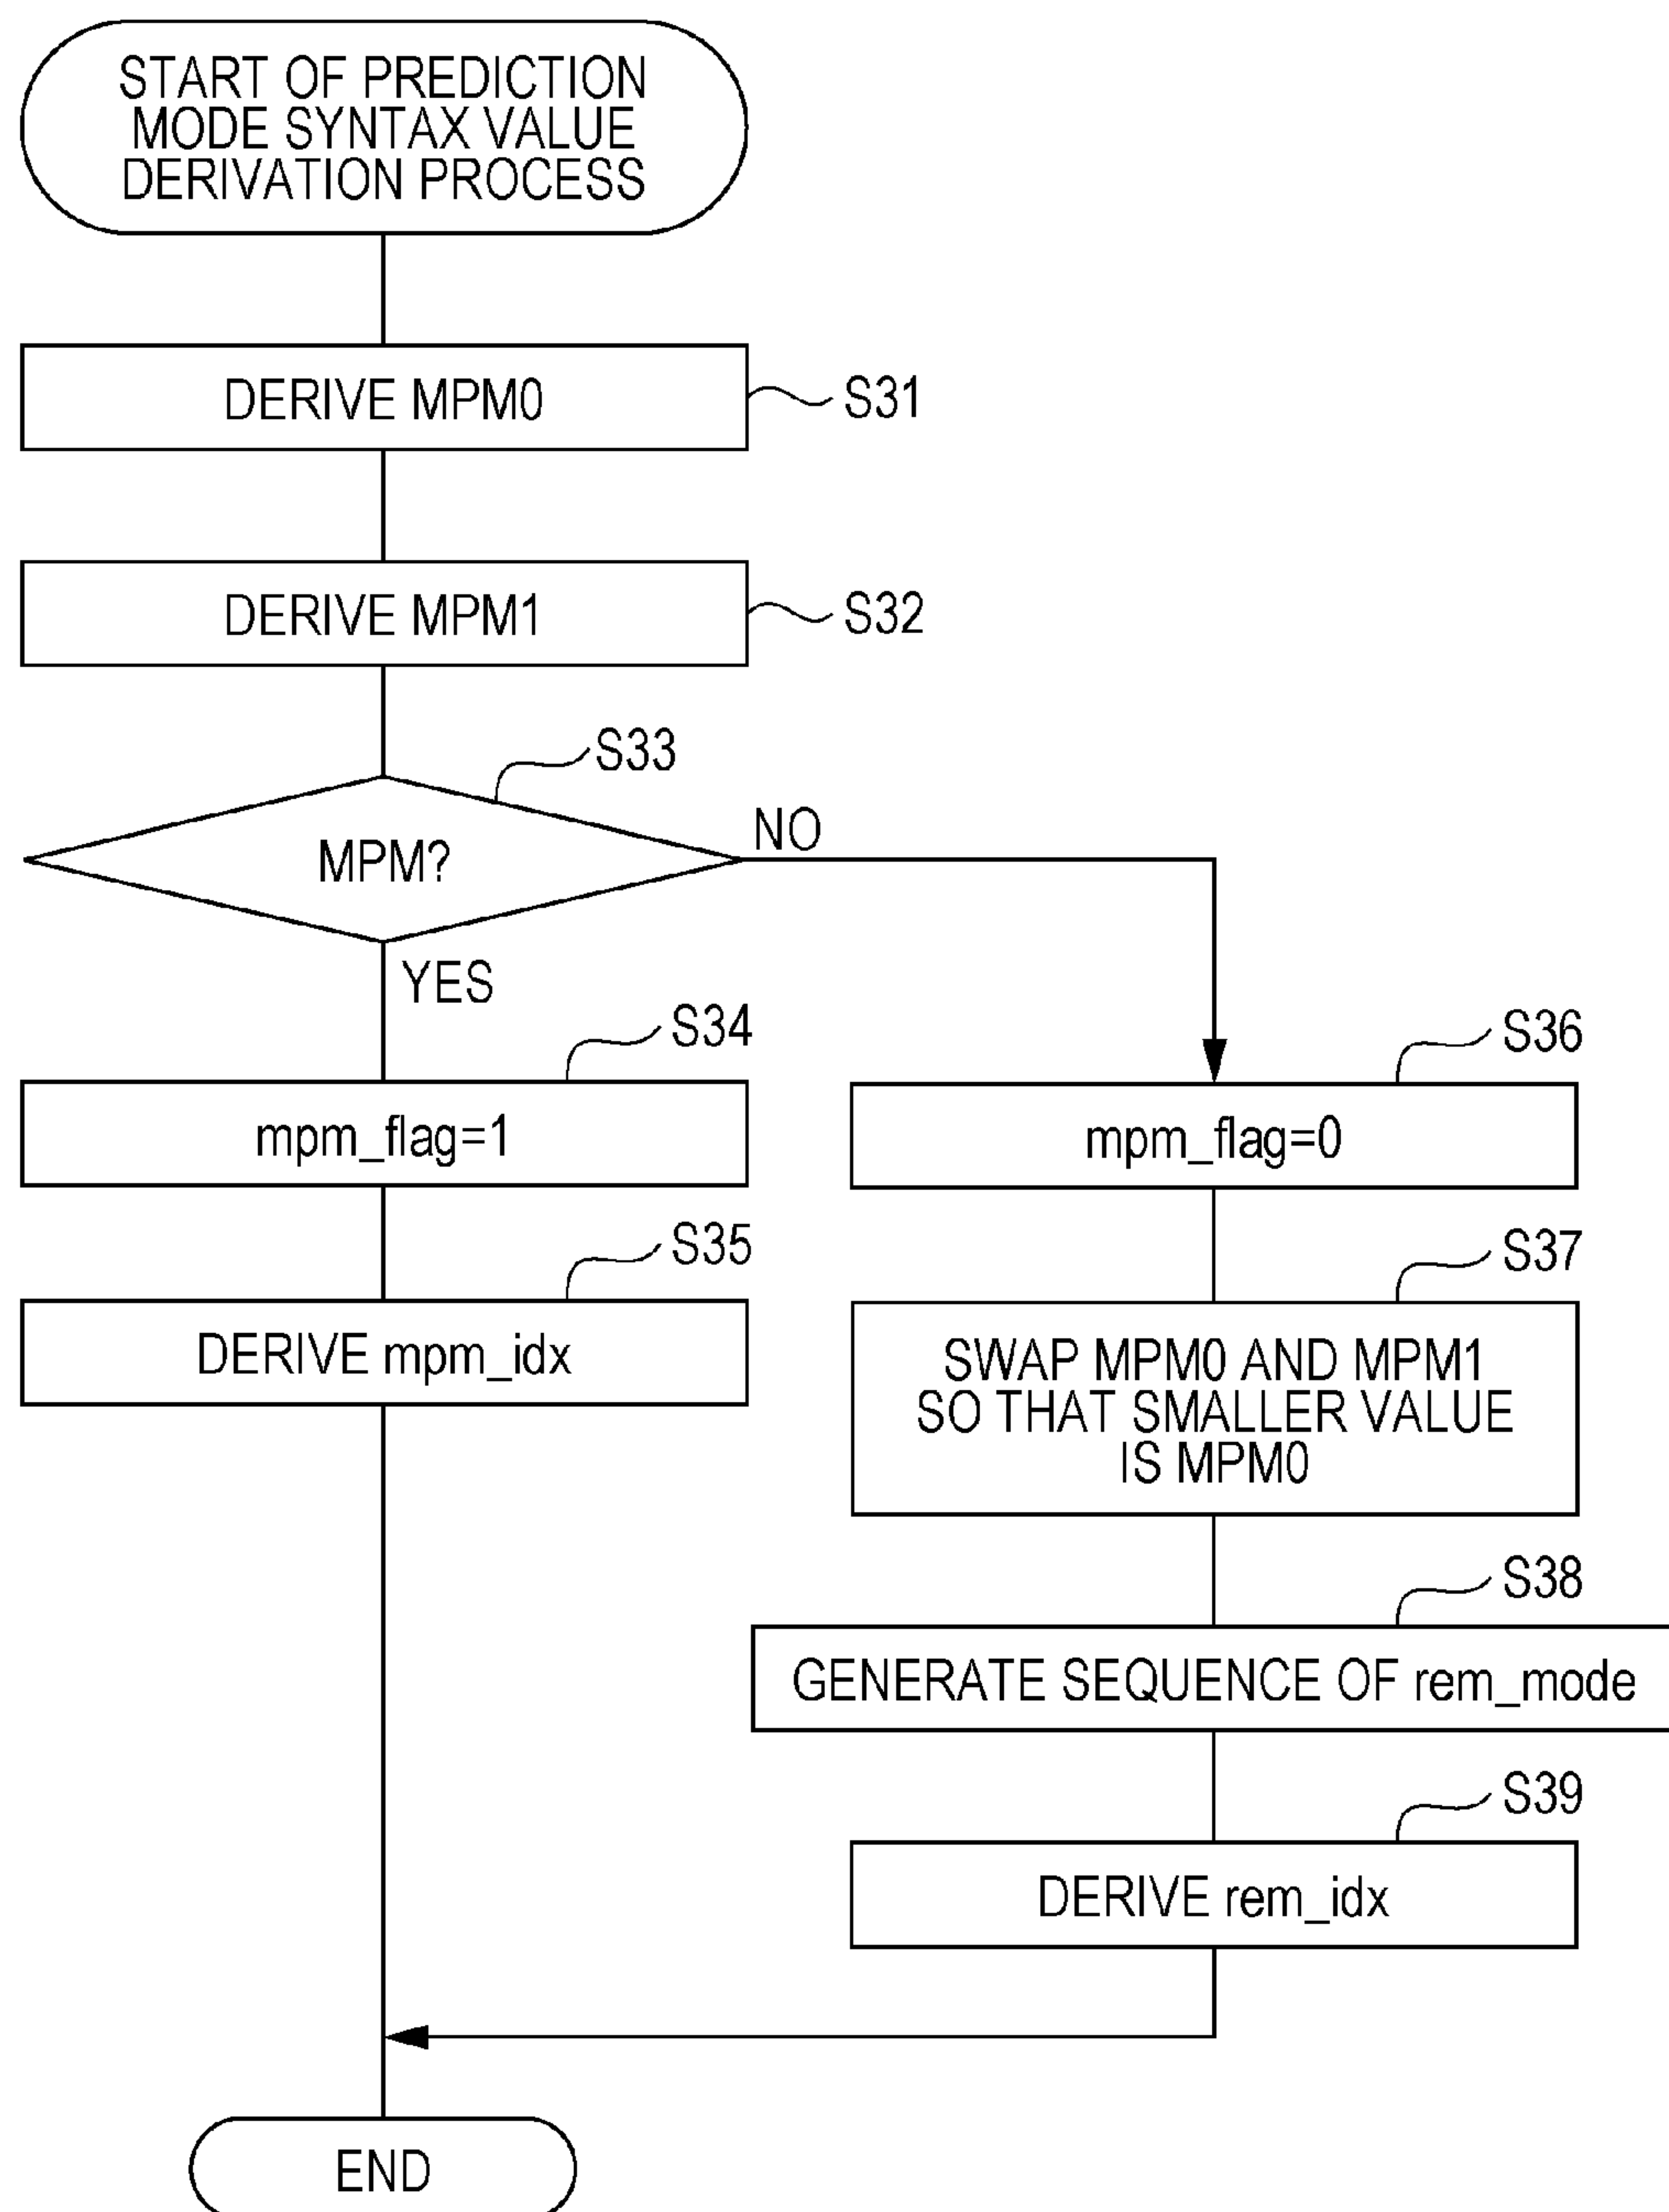 START OF PREDICTION
MODE SYNTAX VALUE
DERIVATION PROCESS
DERIVE MPM0
S31
DERIVE MPM1
S32
S33
MPM?
NO
YES
S34
mpm_flag=1
S35
DERIVE mpm_idx
S36
mpm_flag=0
S37
SWAP MPM0 AND MPM1
SO THAT SMALLER VALUE
IS MPM0
S38
GENERATE SEQUENCE OF rem_mode
S39
DERIVE rem_idx
END